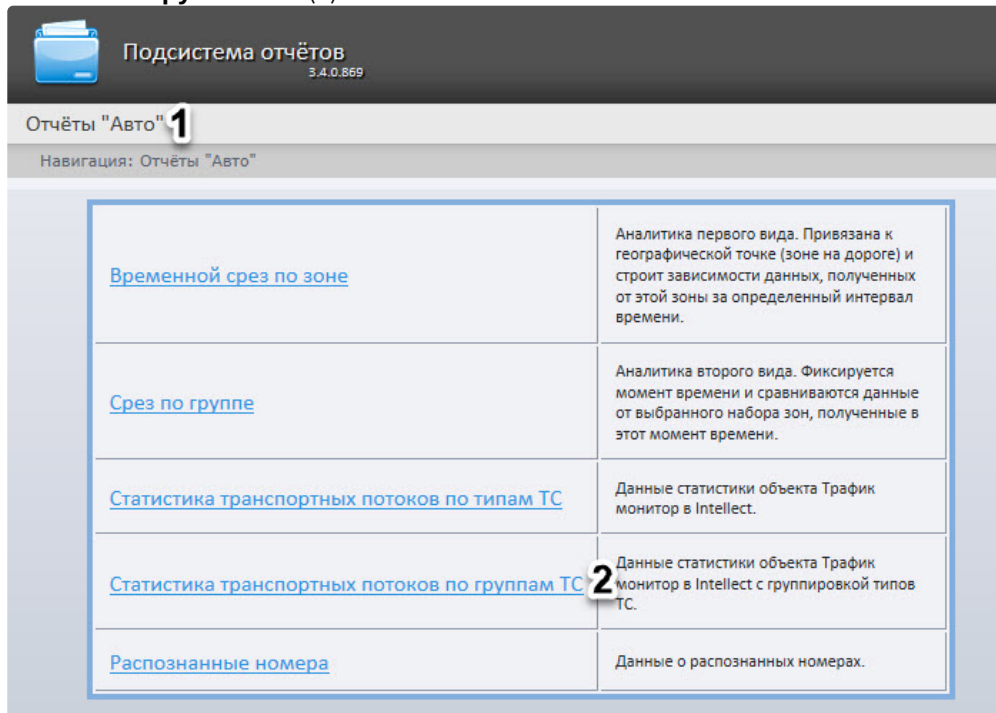 Подсистема отчётов
3.4.0.869
Отчёты "Авто" 1
Навигация: Отчёты "Авто"
Временной срез по зоне
Аналитика первого вида. Привязана к
географической точке (зоне на дороге) и
строит зависимости данных, полученных
от этой зоны за определенный интервал
времени.
Срез по группе
Аналитика второго вида. Фиксируется
момент времени и сравниваются данные
от выбранного набора зон, полученные в
этот момент времени.
Статистика транспортных потоков по типам ТС
Данные статистики объекта Трафик
монитор в Intellect.
Статистика транспортных потоков по группам ТС 2
Данные статистики объекта Трафик
монитор в Intellect с группировкой типов
ТС.
Распознанные номера
Данные о распознанных номерах.